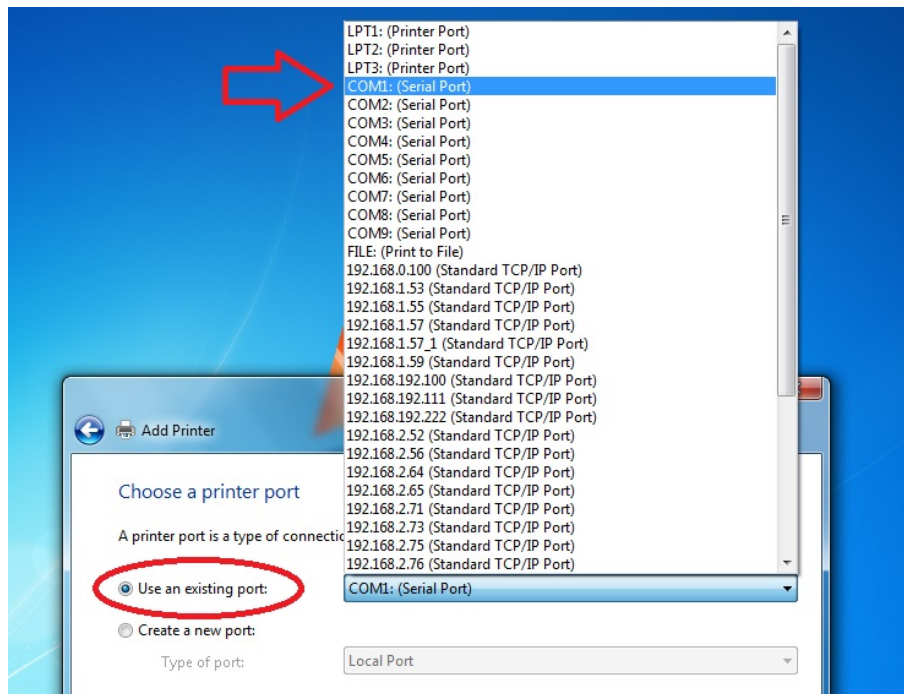 LPT1: (Printer Port)
LPT2: (Printer Port)
LPT3: (Printer Port)
COM1: (Serial Port)
COM2: (Serial Port)
COM3: (Serial Port)
COM4: (Serial Port)
COM5: (Serial Port)
COM6: (Serial Port)
COM7: (Serial Port)
COM8: (Serial Port)
COM9: (Serial Port)
FILE: (Print to File)
192.168.0.100 (Standard TCP/IP Port)
192.168.1.53 (Standard TCP/IP Port)
192.168.1.55 (Standard TCP/IP Port)
192.168.1.57 (Standard TCP/IP Port)
192.168.1.57_1 (Standard TCP/IP Port)
192.168.1.59 (Standard TCP/IP Port)
192.168.192.100 (Standard TCP/IP Port)
192.168.192.111 (Standard TCP/IP Port)
192.168.192.222 (Standard TCP/IP Port)
192.168.2.52 (Standard TCP/IP Port)
192.168.2.56 (Standard TCP/IP Port)
192.168.2.64 (Standard TCP/IP Port)
192.168.2.65 (Standard TCP/IP Port)
192.168.2.71 (Standard TCP/IP Port)
192.168.2.73 (Standard TCP/IP Port)
192.168.2.75 (Standard TCP/IP Port)
192.168.2.76 (Standard TCP/IP Port)
Add Printer
Choose a printer port
A printer port is a type of connectic
Use an existing port:
COM1: (Serial Port)
Create a new port:
Type of port:
Local Port